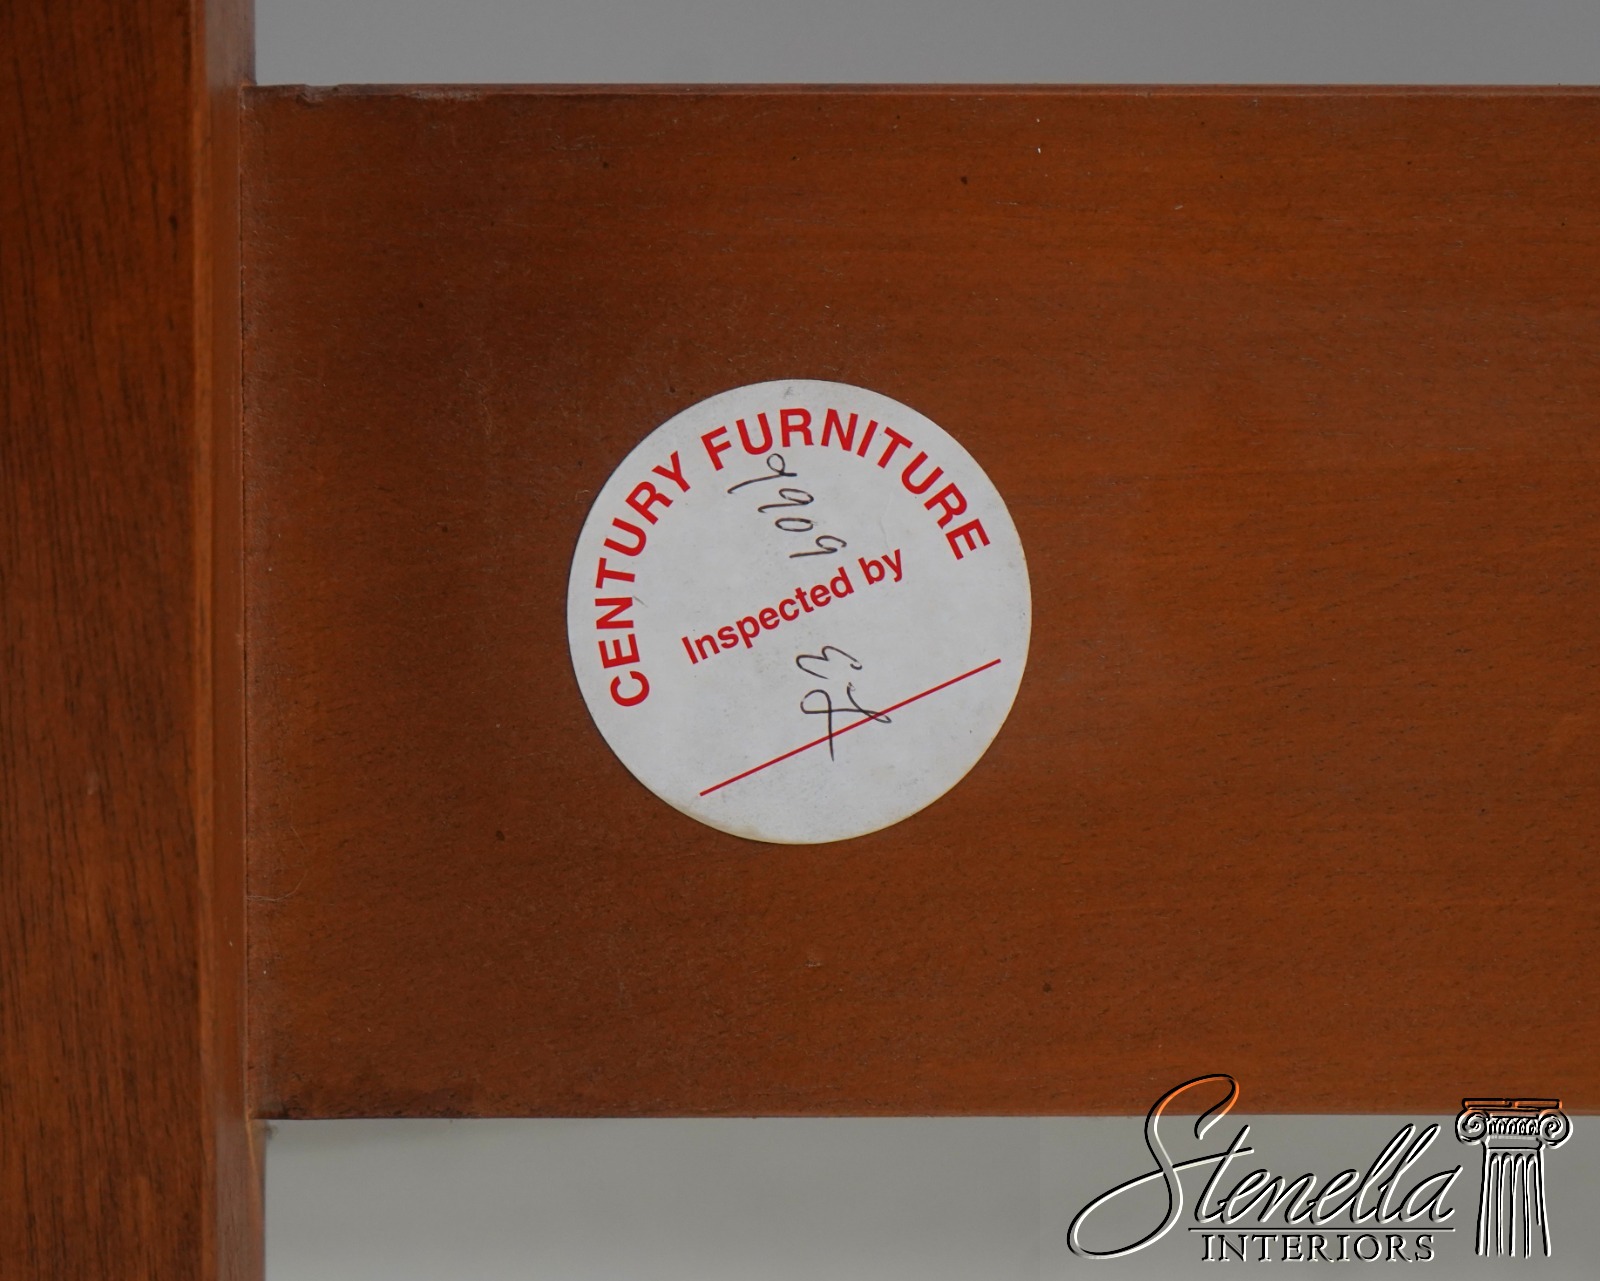 CENTURY FURNITURE
Inspected by
Stenella
INTERIORS